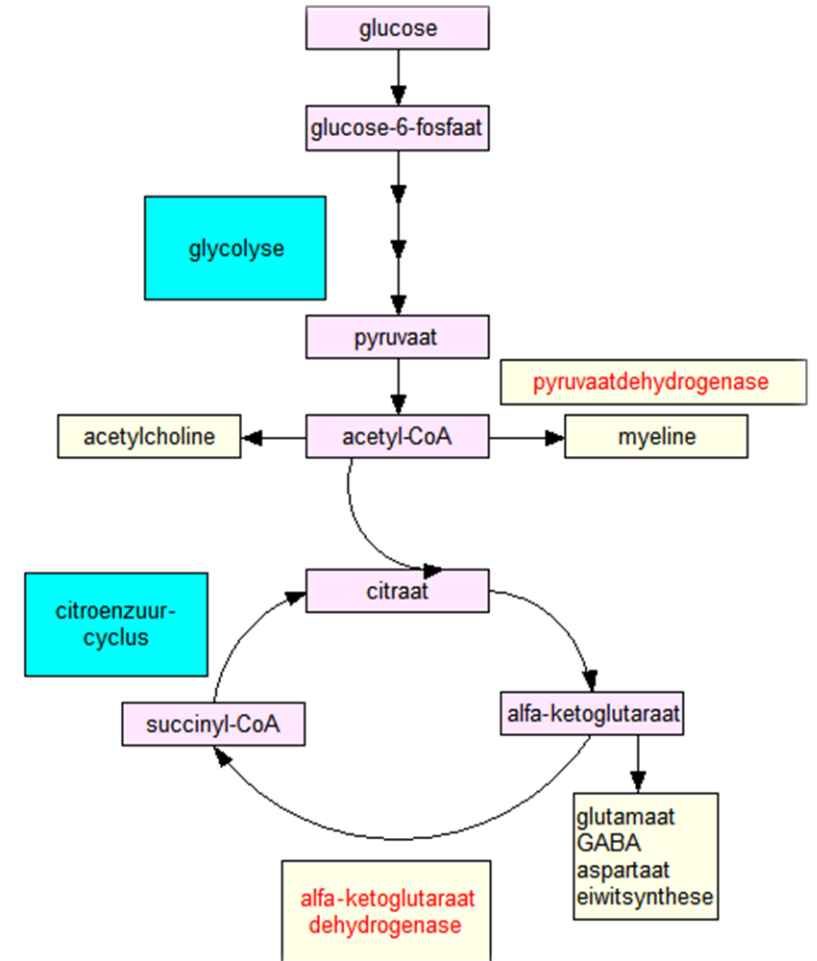 glucose
glucose-6-fosfaat
glycolyse
pyruvaat
pyruvaatdehydrogenase
acetylcholine
acetyl-CoA
myeline
citraat
citroenzuur-
cyclus
succinyl-CoA
alfa-ketoglutaraat
glutamaat
GABA
aspartaat
eiwitsynthese
alfa-ketoglutaraat
dehydrogenase